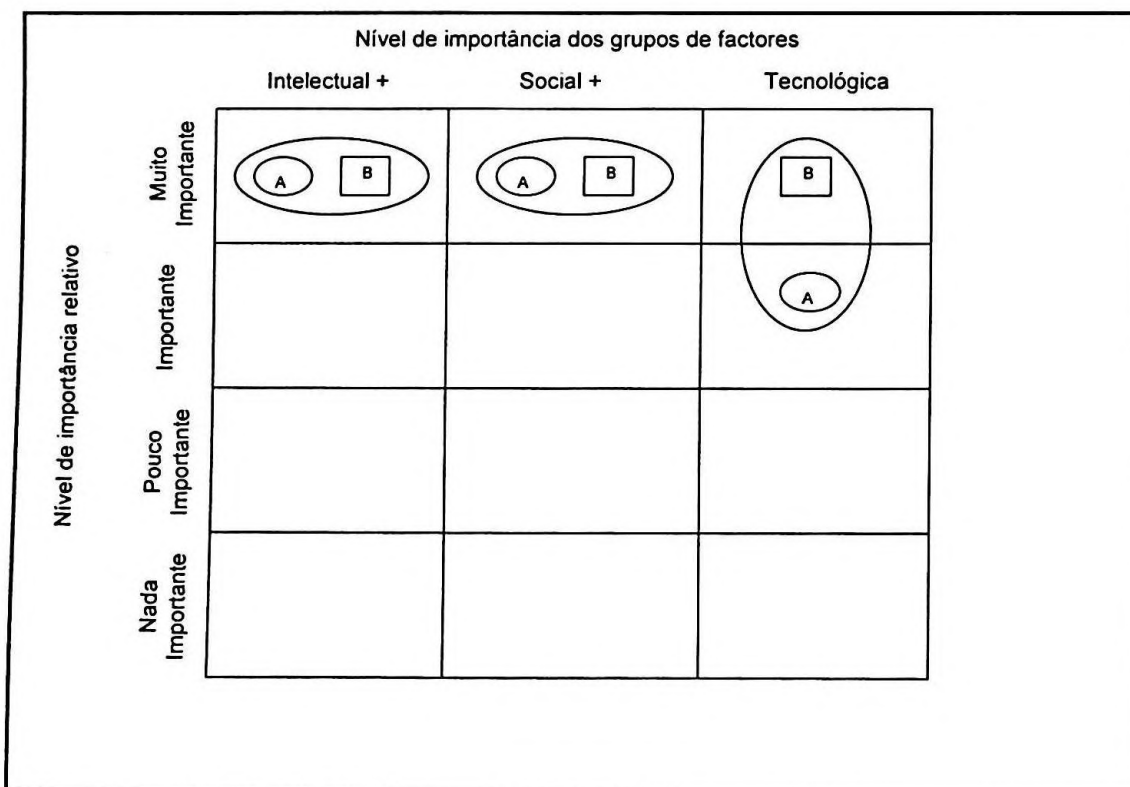 Nível de importância dos grupos de factores
Intelectual +
Social +
Tecnológica
Nível de importância relativo
Muito
Importante
A
B
A
B
B
Importante
A
Pouco
Importante
Nada
Importante